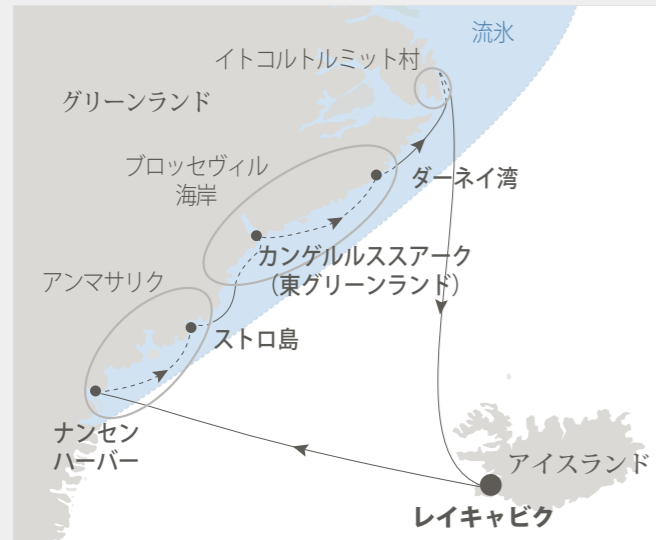 流氷
イトコルトルミット村
グリーンランド
ブロッセヴィル
海岸
ダーネイ湾
カンゲルルススアーク
（東グリーンランド）
アンマサリク
ストロ島
ナンセン
ハーバー
アイスランド
レイキャビク